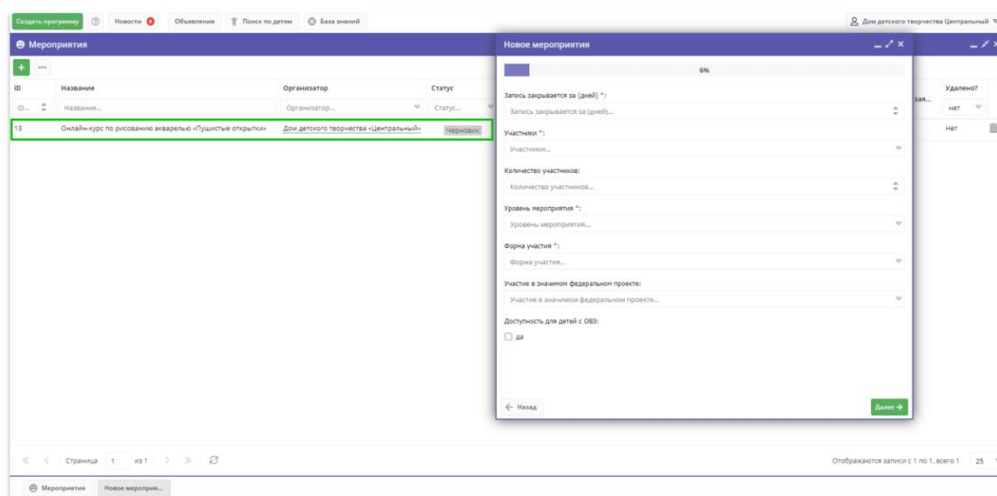 Создать программу
Новости
Объявления
Поиск по детям
База знаний
Дом детского творчества Центральный
Мероприятия
ID
Название
Организатор
Статус
ID...
Название...
Организатор...
Статус...
13
Онлайн-курс по рисованию акварелью «Пушистые открытки»
Дом детского творчества «Центральный»
Черновик
Новое мероприятие
6%
Запись закрывается за (дней) *:
Запись закрывается за (дней)...
Участники *:
Участники...
Количество участников:
Количество участников...
Уровень мероприятия *:
Уровень мероприятия...
Форма участия *:
Форма участия...
Участие в значимом федеральном проекте:
Участие в значимом федеральном проекте...
Доступность для детей с ОВЗ:
да
Назад
Далее
Удалено?
нет
Нет
Страница 1 из 1
Отображаются записи с 1 по 1, всего 1
25
Мероприятия
Новое мероприя...